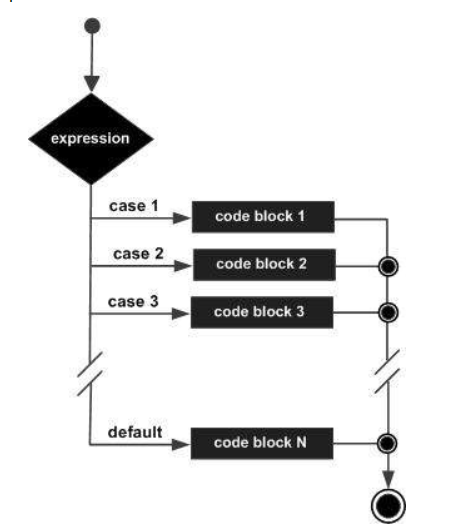 expression
case 1
code block 1
case 2
code block 2
case 3
code block 3
default
code block N